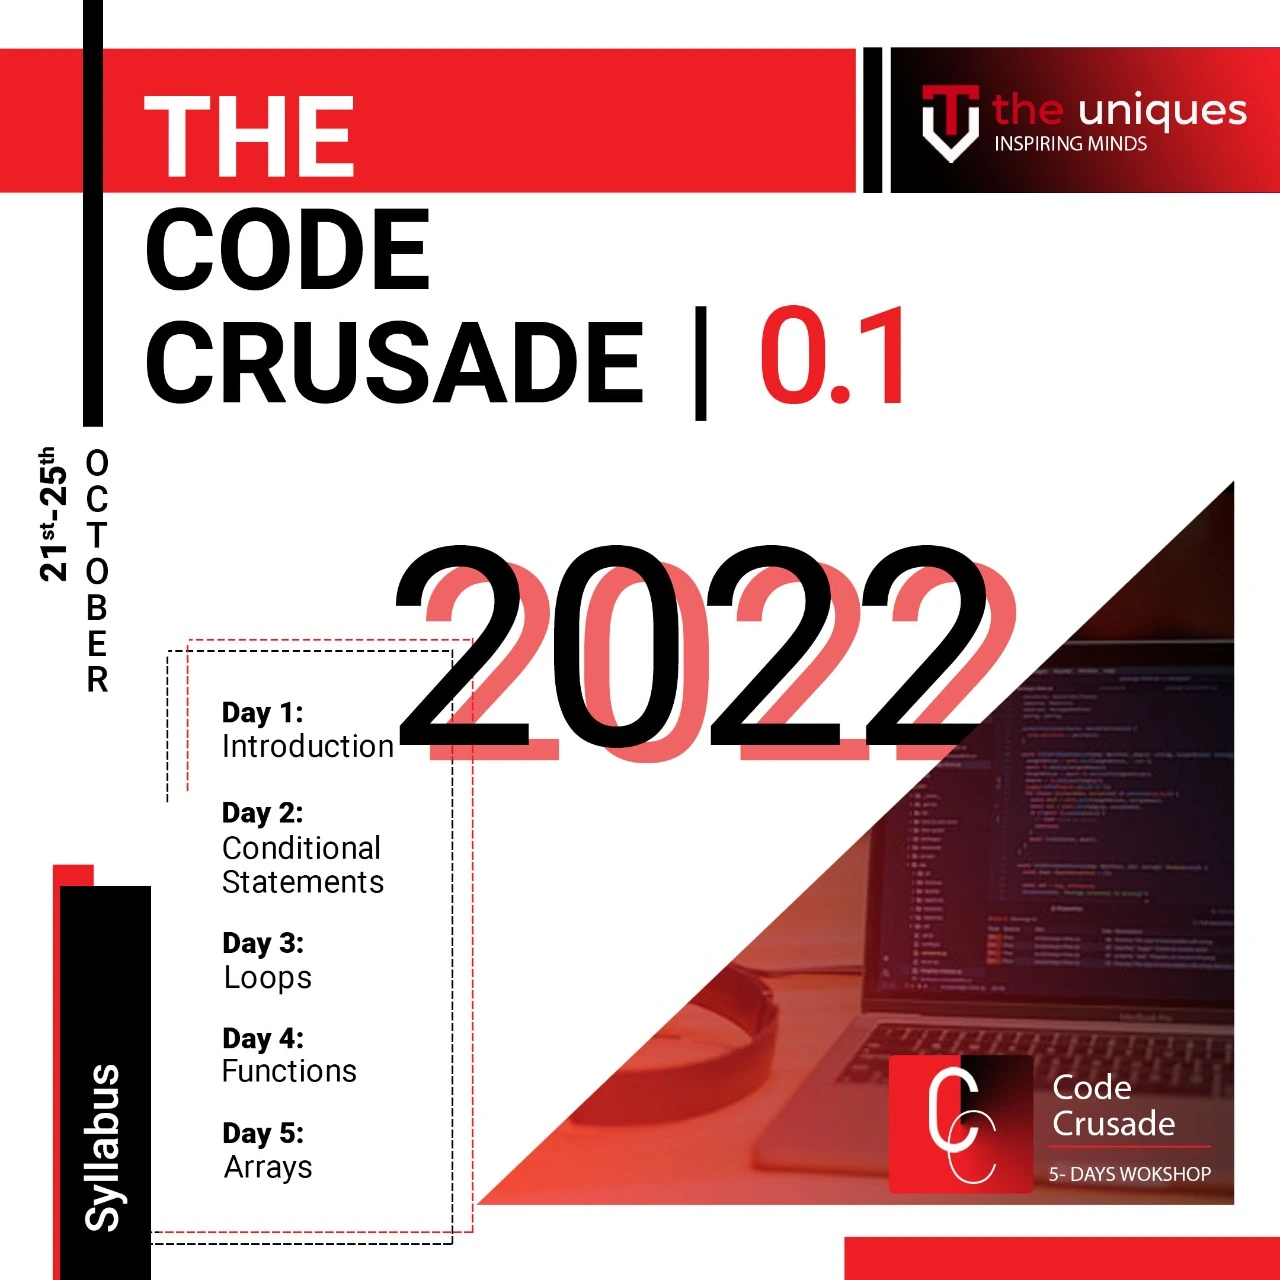 THE
CODE
CRUSADE | 0.1
the uniques
INSPIRING MINDS
21st-25th
OCTOBER
2022
Day 1:
Introduction
Day 2:
Conditional
Statements
Day 3:
Loops
Day 4:
Functions
Day 5:
Arrays
Syllabus
CC
Code
Crusade
5- DAYS WOKSHOP